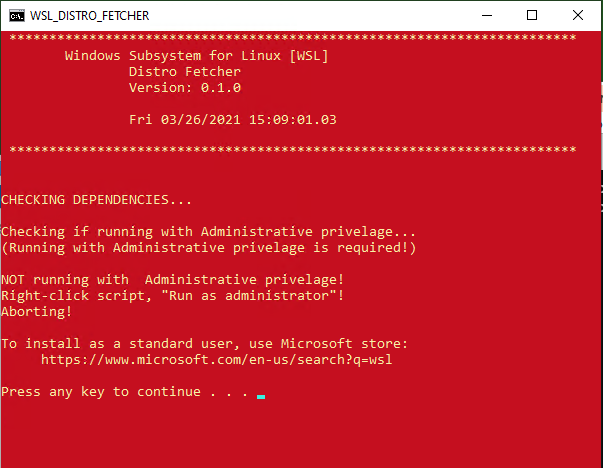 WSL_DISTRO_FETCHER
***********************************************************************
Windows Subsystem for Linux [WSL]
Distro Fetcher
Version: 0.1.0
Fri 03/26/2021 15:09:01.03
***********************************************************************
CHECKING DEPENDENCIES...
Checking if running with Administrative privelage...
(Running with Administrative privelage is required!)
NOT running with  Administrative privelage!
Right-click script, "Run as administrator"!
Aborting!
To install as a standard user, use Microsoft store:
https://www.microsoft.com/en-us/search?q=wsl
Press any key to continue . . .